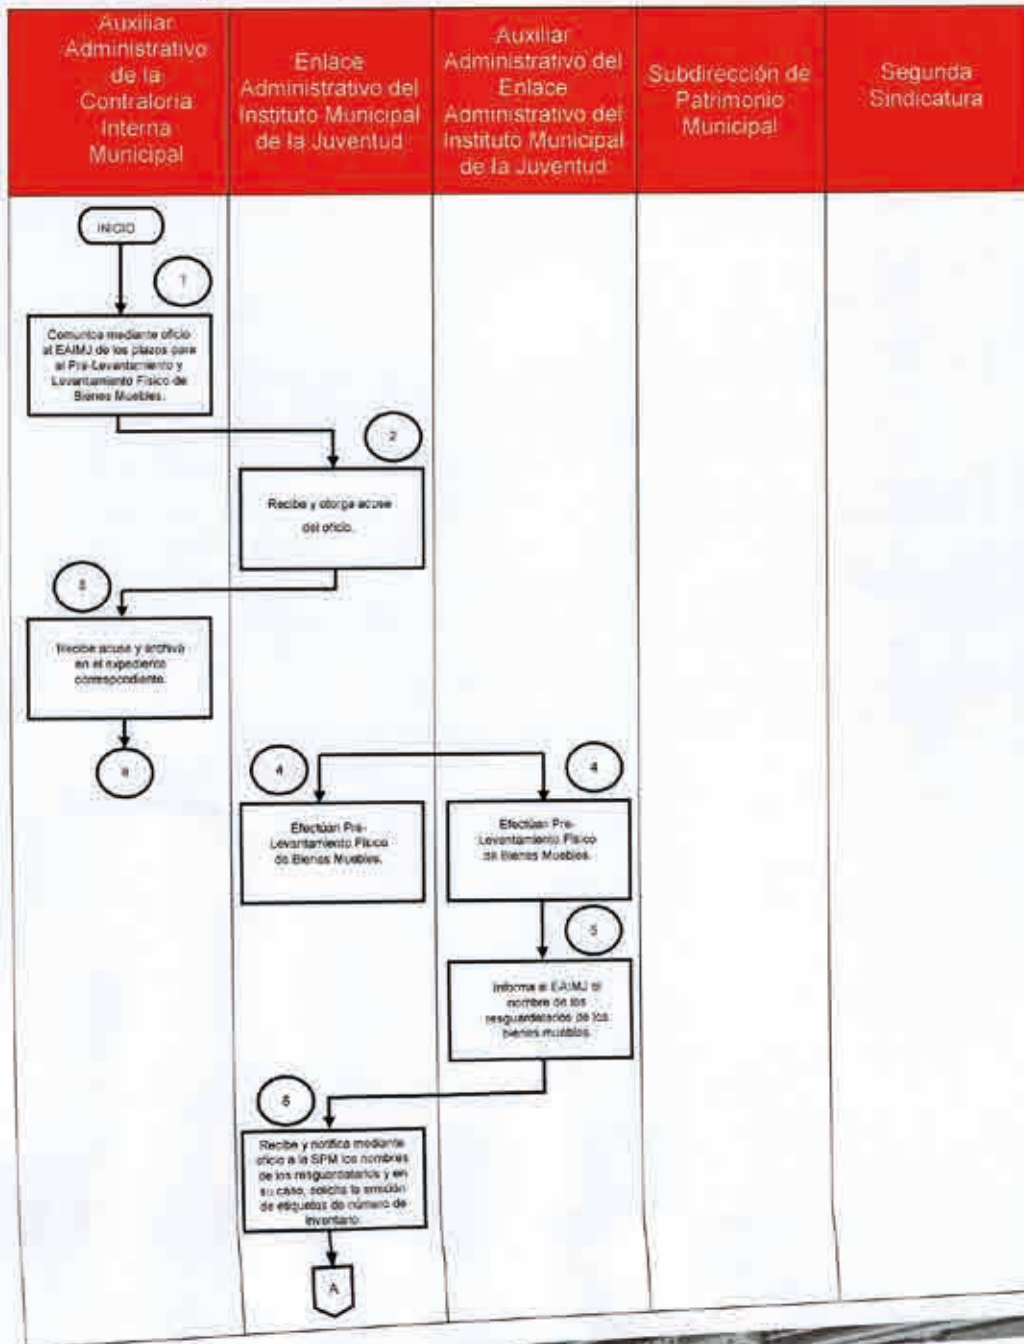 Auxiliar
Administrativo
de la
Contraloría
Interna
Municipal
Enlace
Administrativo del
Instituto Municipal
de la Juventud
Auxiliar
Administrativo del
Enlace
Administrativo del
Instituto Municipal
de la Juventud
Subdirección de
Patrimonio
Municipal
Segunda
Sindicatura
INICIO
1
Comunica mediante oficio
al EAIMJ de los plazos para
el Pre-Levantamiento y
Levantamiento Físico de
Bienes Muebles.
2
Recibe y otorga acuse
del oficio.
3
Recibe acuse y archiva
en el expediente
correspondiente.
4
4
Efectúan Pre-
Levantamiento Físico
de Bienes Muebles.
Efectúan Pre-
Levantamiento Físico
de Bienes Muebles.
5
Informa al EAIMJ el
nombre de los
resguardatarios de los
bienes muebles.
6
Recibe y notifica mediante
oficio a la SPM los nombres
de los resguardatarios y en
su caso, solicita la emisión
de etiquetas de número de
inventario.
A